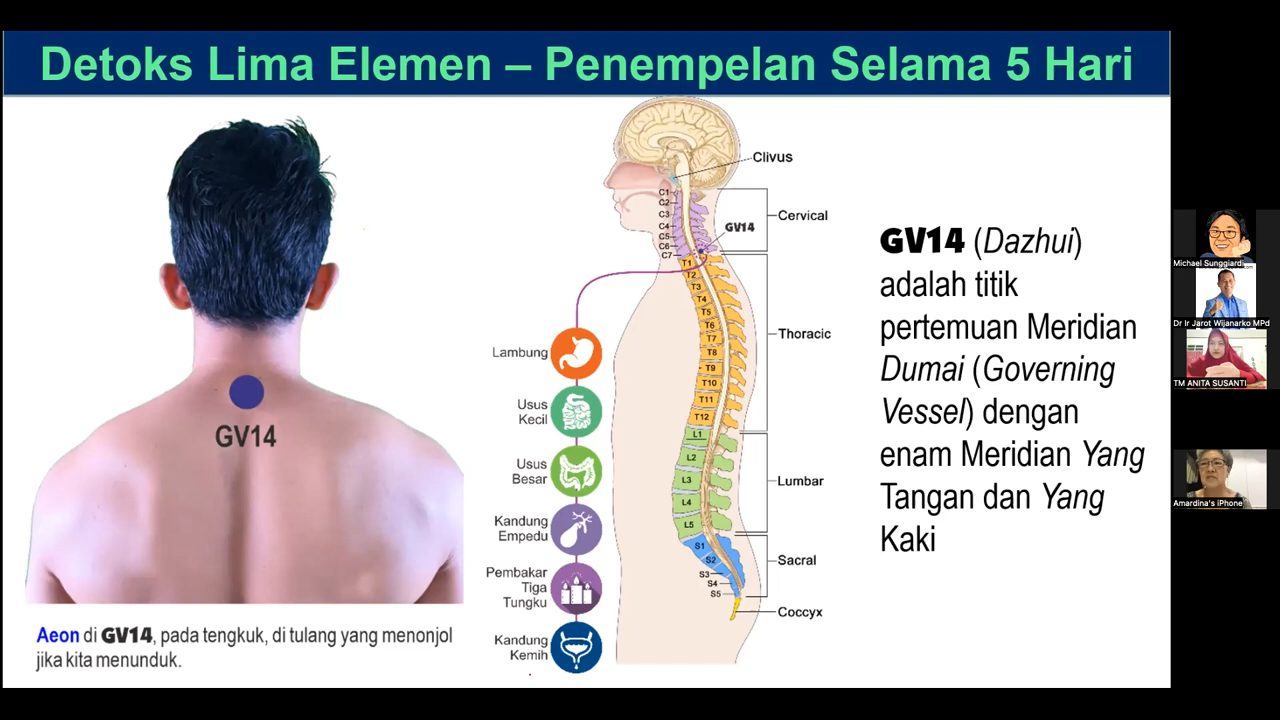 Detoks Lima Elemen – Penempelan Selama 5 Hari
GV14
Aeon di GV14, pada tengkuk, di tulang yang menonjol
jika kita menunduk.
Lambung
Usus
Kecil
Usus
Besar
Kandung
Empedu
Pembakar
Tiga
Tungku
Kandung
Kemih
C1
C2
C3
C4
C5
C6
C7
T1
T2
T3
T4
T5
T6
T7
T8
T9
T10
T11
T12
L1
L2
L3
L4
L5
S1
S2
S3
S4
S5
Clivus
Cervical
GV14
Thoracic
Lumbar
Sacral
Coccyx
GV14 (Dazhui)
adalah titik
pertemuan Meridian
Dumai (Governing
Vessel) dengan
enam Meridian Yang
Tangan dan Yang
Kaki
Michael Sunggiardi
Dr Ir Jarot Wijanarko MPd
TM ANITA SUSANTI
Amardina's iPhone